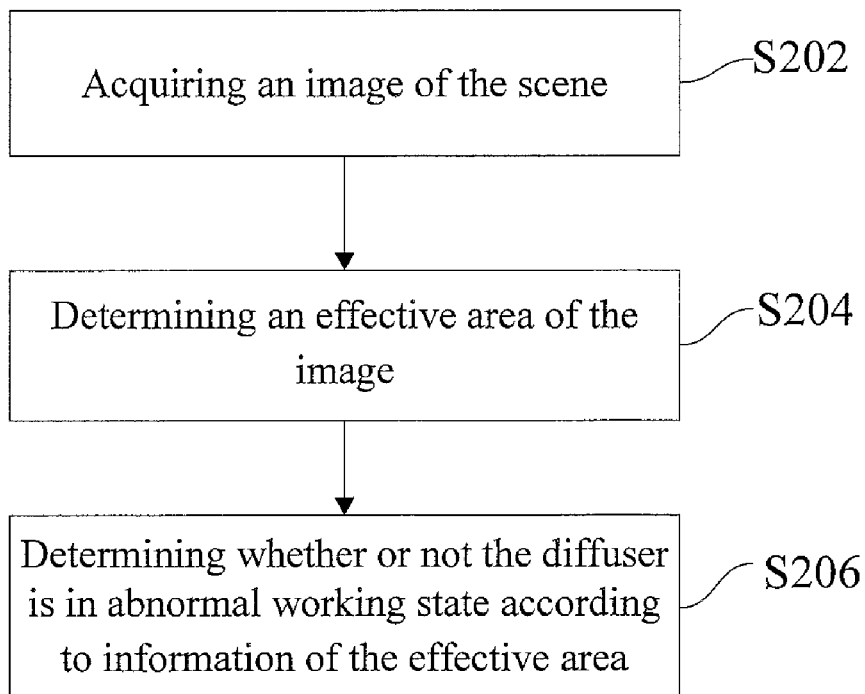 Acquiring an image of the scene
S202
Determining an effective area of the
image
S204
Determining whether or not the diffuser
is in abnormal working state according
to information of the effective area
S206